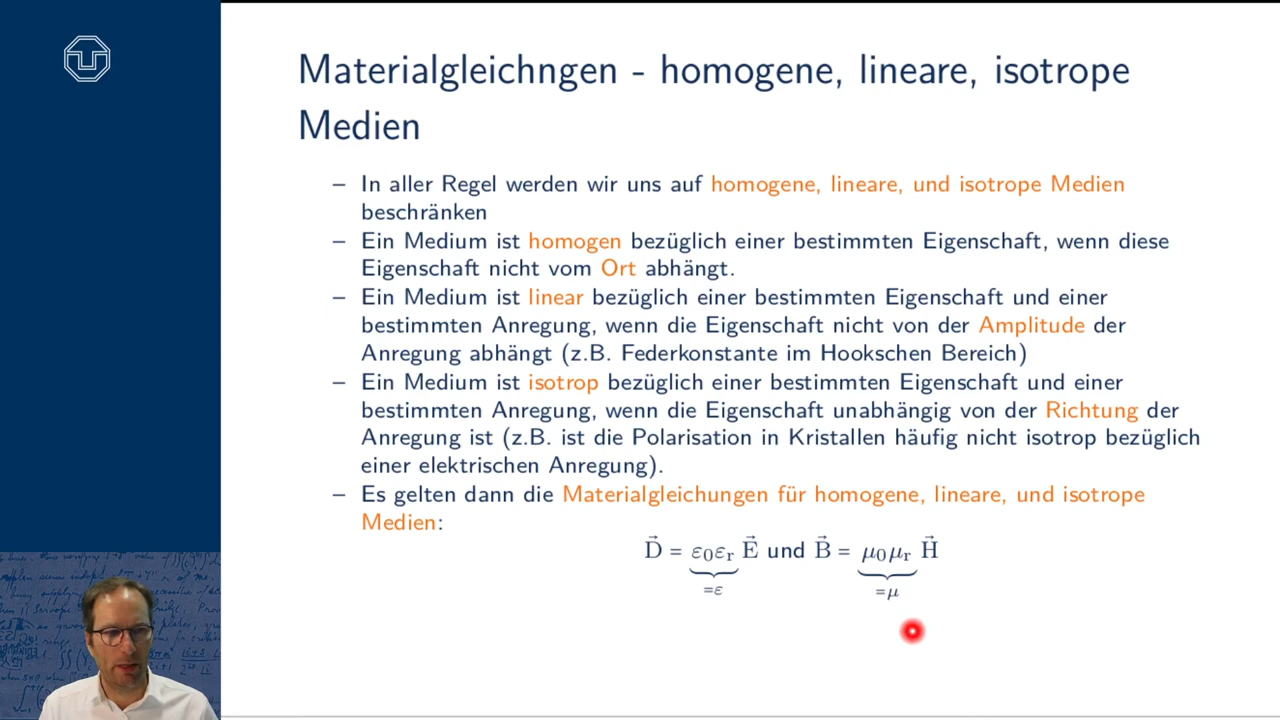 Materialgleichngen - homogene, lineare, isotrope
Medien
– In aller Regel werden wir uns auf homogene, lineare, und isotrope Medien
beschränken
– Ein Medium ist homogen bezüglich einer bestimmten Eigenschaft, wenn diese
Eigenschaft nicht vom Ort abhängt.
– Ein Medium ist linear bezüglich einer bestimmten Eigenschaft und einer
bestimmten Anregung, wenn die Eigenschaft nicht von der Amplitude der
Anregung abhängt (z.B. Federkonstante im Hookschen Bereich)
– Ein Medium ist isotrop bezüglich einer bestimmten Eigenschaft und einer
bestimmten Anregung, wenn die Eigenschaft unabhängig von der Richtung der
Anregung ist (z.B. ist die Polarisation in Kristallen häufig nicht isotrop bezüglich
einer elektrischen Anregung).
– Es gelten dann die Materialgleichungen für homogene, lineare, und isotrope
Medien:
D⃗ = ε₀εᵣ E⃗ und B⃗ = μ₀μᵣ H⃗
=ε =μ